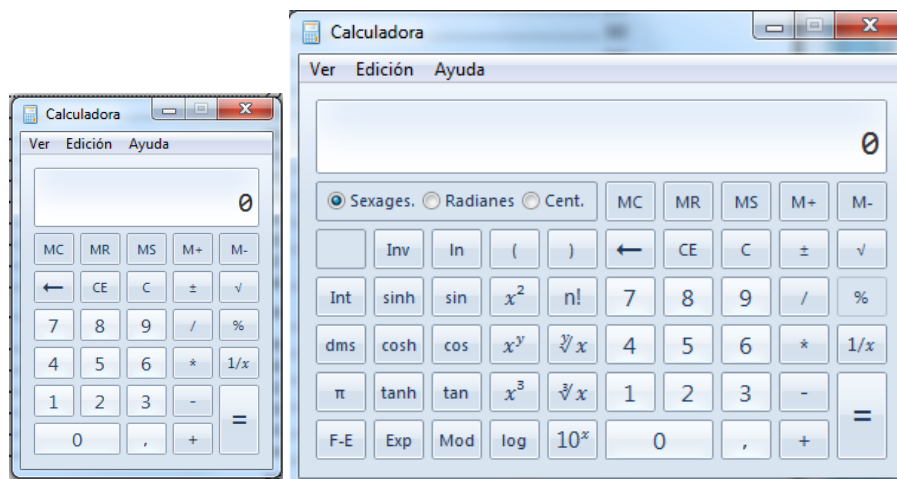 Calculadora
Ver Edición Ayuda
0
MC MR MS M+ M-
← CE C ± √
7 8 9 / %
4 5 6 * 1/x
1 2 3 -
=
0 , +
Calculadora
Ver Edición Ayuda
0
Sexages. Radianes Cent. MC MR MS M+ M-
Inv ln ( ) ← CE C ± √
Int sinh sin x² n! 7 8 9 / %
dms cosh cos xʸ ʸ√x 4 5 6 * 1/x
π tanh tan x³ ³√x 1 2 3 -
=
F-E Exp Mod log 10ˣ 0 , +